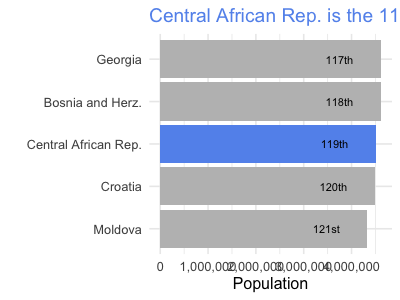 Central African Rep. is the 11
Georgia 117th
Bosnia and Herz. 118th
Central African Rep. 119th
Croatia 120th
Moldova 121st
0 1,000,000 2,000,000 3,000,000 4,000,000
Population